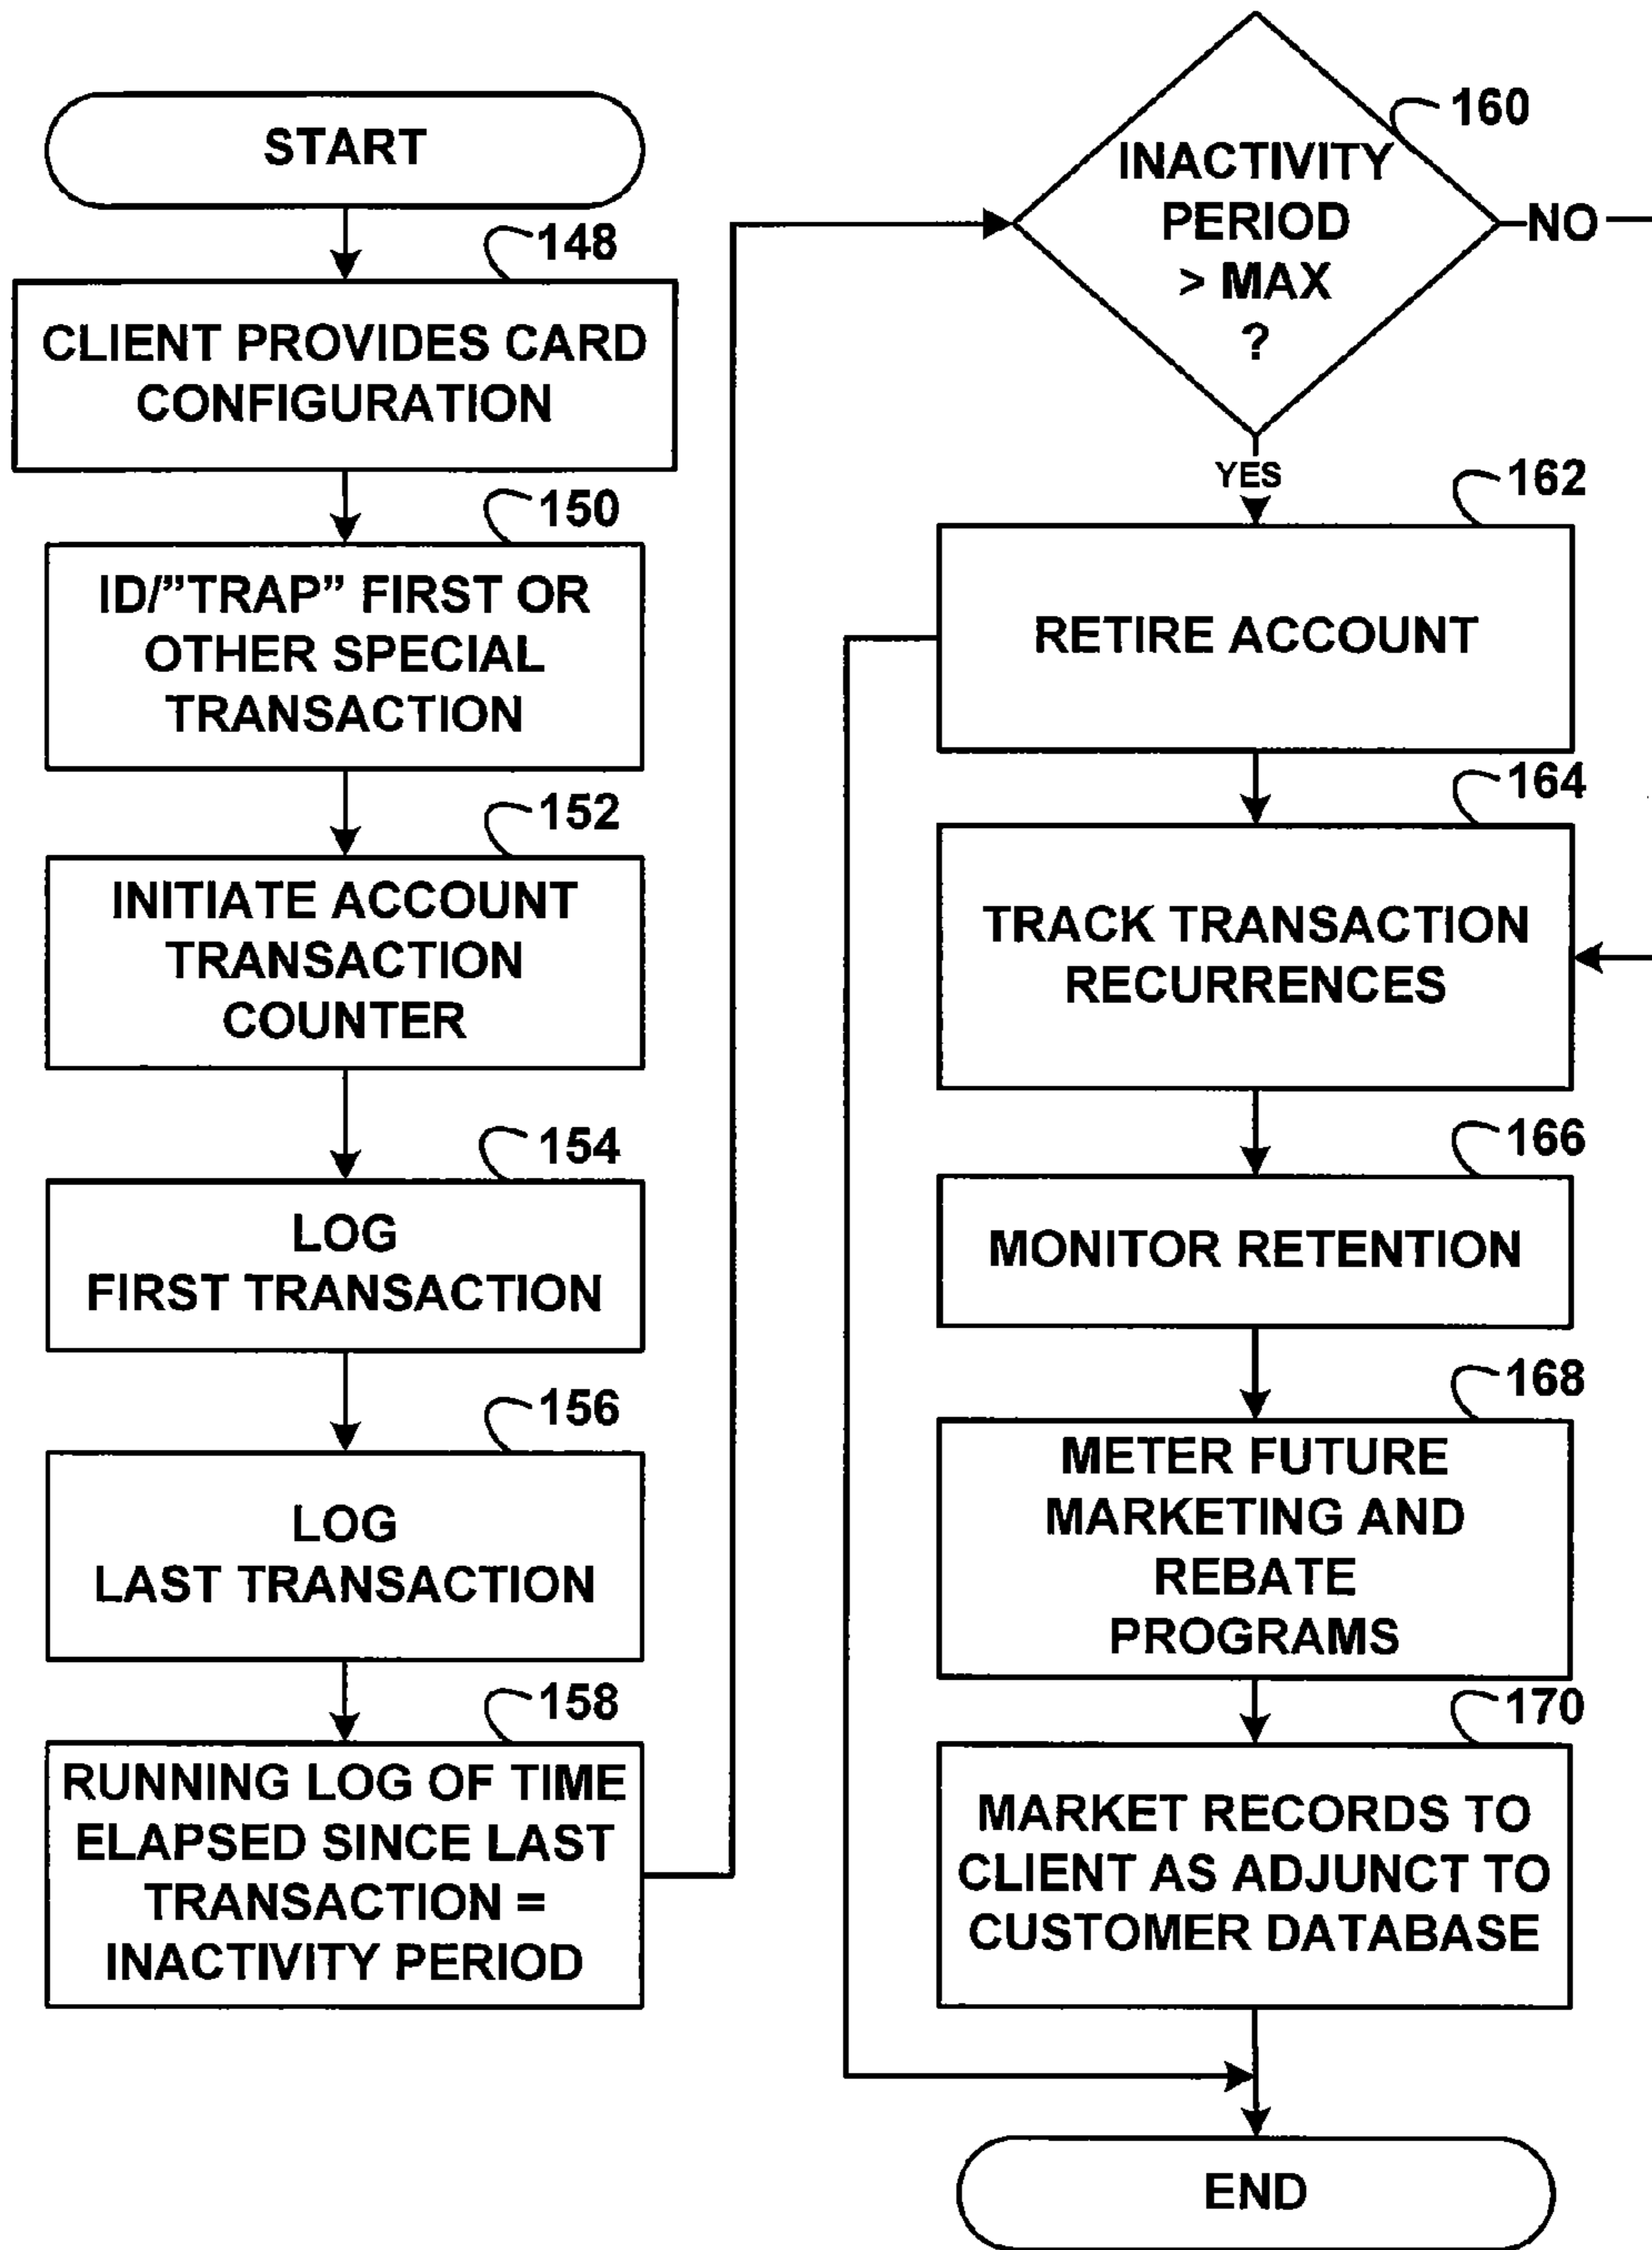 START
148
CLIENT PROVIDES CARD
CONFIGURATION
150
ID/”TRAP” FIRST OR
OTHER SPECIAL
TRANSACTION
152
INITIATE ACCOUNT
TRANSACTION
COUNTER
154
LOG
FIRST TRANSACTION
156
LOG
LAST TRANSACTION
158
RUNNING LOG OF TIME
ELAPSED SINCE LAST
TRANSACTION =
INACTIVITY PERIOD
160
INACTIVITY
PERIOD
> MAX
?
NO
YES
162
RETIRE ACCOUNT
164
TRACK TRANSACTION
RECURRENCES
166
MONITOR RETENTION
168
METER FUTURE
MARKETING AND
REBATE
PROGRAMS
170
MARKET RECORDS TO
CLIENT AS ADJUNCT TO
CUSTOMER DATABASE
END